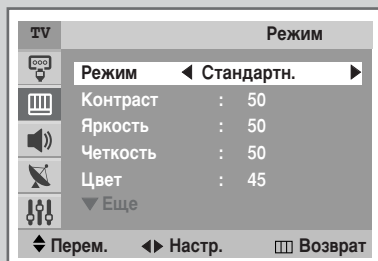 TV Режим
Режим ◀ Стандартн. ▶
Контраст : 50
Яркость : 50
Четкость : 50
Цвет : 45
▼ Еще
Перем. Настр. Возврат